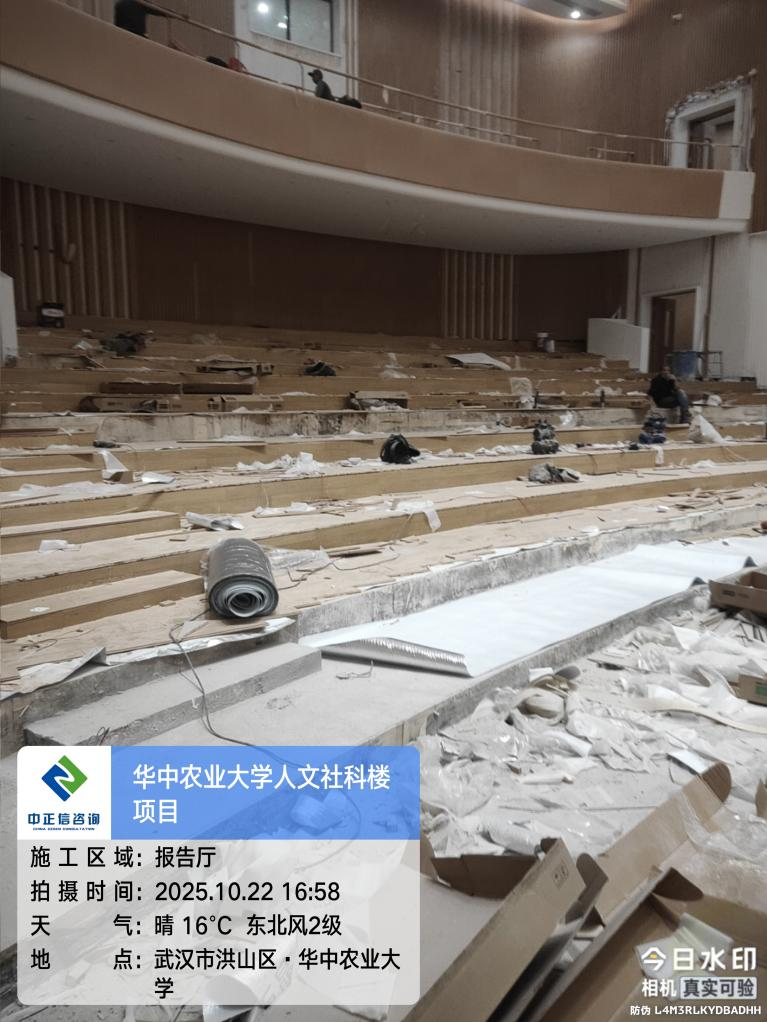 华中农业大学人文社科楼
项目
中正信咨询
施工区域：报告厅
拍摄时间：2025.10.22 16:58
天气：晴 16℃ 东北风2级
地点：武汉市洪山区·华中农业大
学
今日水印
相机 真实可验
防伪 L4M3RLKYDBADHH